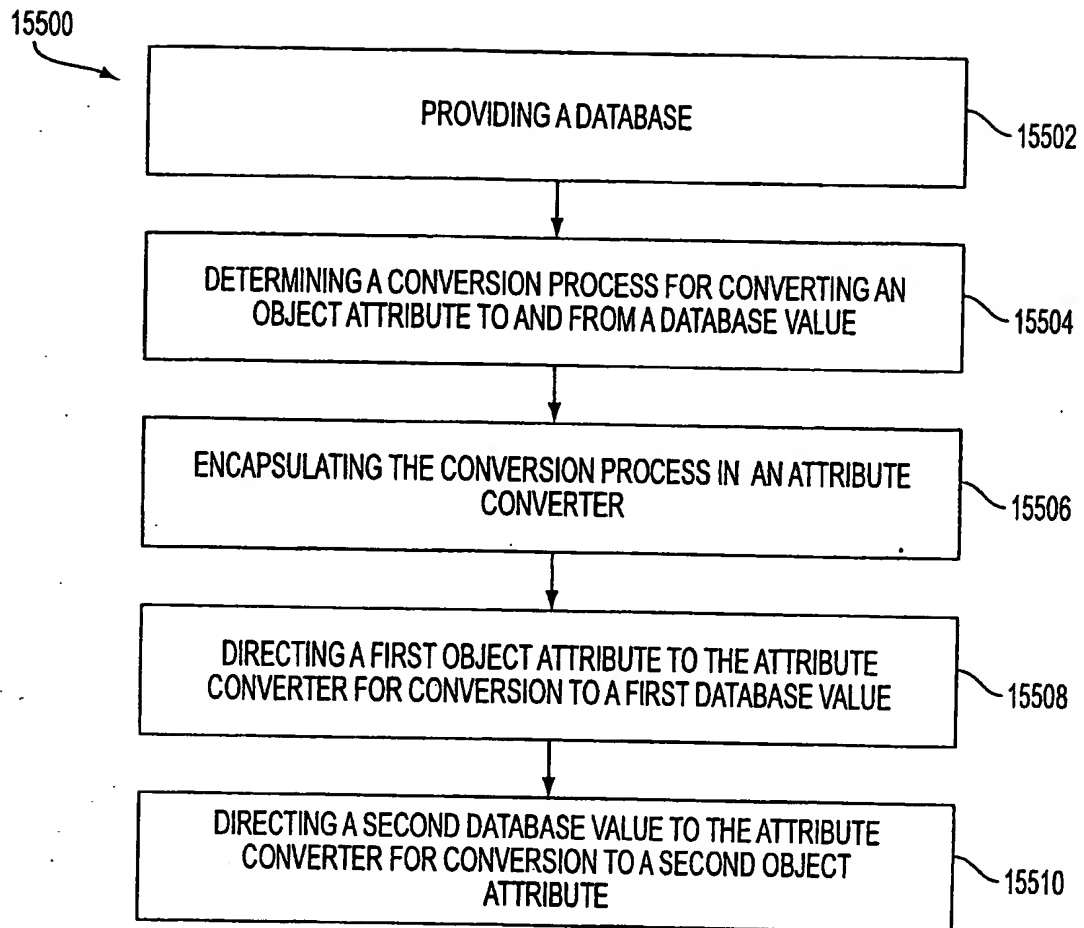 15500
PROVIDING A DATABASE
15502
DETERMINING A CONVERSION PROCESS FOR CONVERTING AN
OBJECT ATTRIBUTE TO AND FROM A DATABASE VALUE
15504
ENCAPSULATING THE CONVERSION PROCESS IN AN ATTRIBUTE
CONVERTER
15506
DIRECTING A FIRST OBJECT ATTRIBUTE TO THE ATTRIBUTE
CONVERTER FOR CONVERSION TO A FIRST DATABASE VALUE
15508
DIRECTING A SECOND DATABASE VALUE TO THE ATTRIBUTE
CONVERTER FOR CONVERSION TO A SECOND OBJECT
ATTRIBUTE
15510